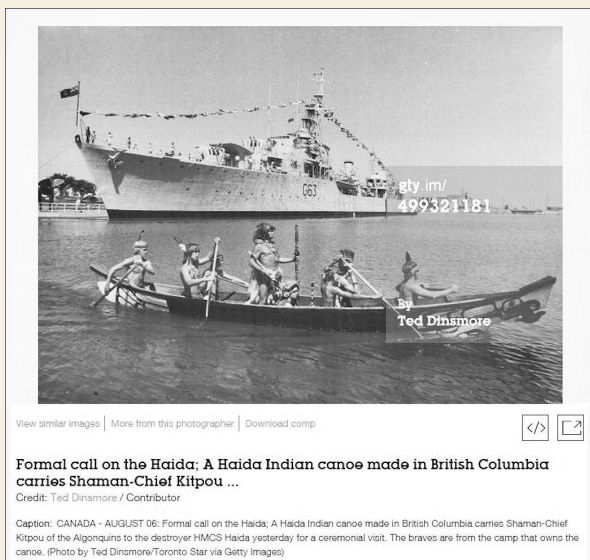 G63
gty.im/
499321181
By
Ted Dinsmore
View similar images | More from this photographer | Download comp
</>
Formal call on the Haida; A Haida Indian canoe made in British Columbia
carries Shaman-Chief Kitpou ...
Credit: Ted Dinsmore / Contributor
Caption: CANADA - AUGUST 06: Formal call on the Haida; A Haida Indian canoe made in British Columbia carries Shaman-Chief
Kitpou of the Algonquins to the destroyer HMCS Haida yesterday for a ceremonial visit. The braves are from the camp that owns the
canoe. (Photo by Ted Dinsmore/Toronto Star via Getty Images)